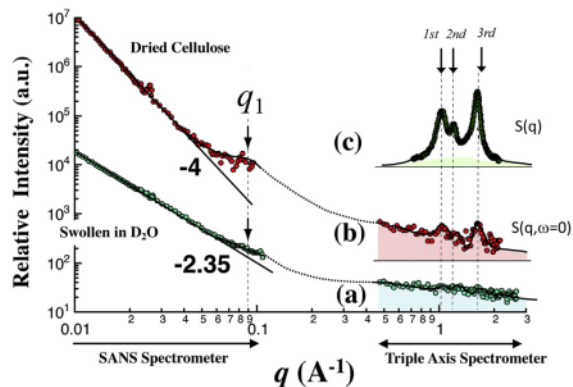 10⁷
10⁶
10⁵
10⁴
10³
10²
10¹
Relative Intensity (a.u.)
Dried Cellulose
q₁
-4
Swollen in D₂O
-2.35
1st 2nd 3rd
(c)
S(q)
(b)
S(q,ω=0)
(a)
0.01 2 3 4 5 6 7 8 9 0.1 2 3 4 5 6 7 8 9 1 2 3
SANS Spectrometer
q (A⁻¹)
Triple Axis Spectrometer